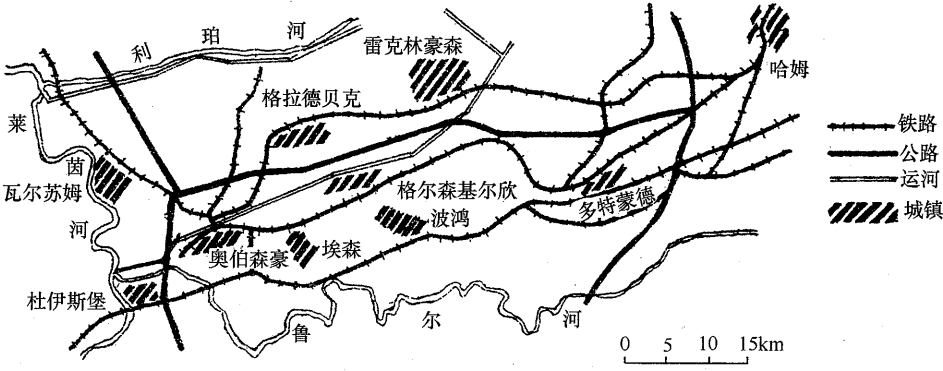 利珀河
雷克林豪森
哈姆
格拉德贝克
莱茵河
瓦尔苏姆
格尔森基尔欣
波鸿
多特蒙德
奥伯森豪
埃森
杜伊斯堡
鲁尔河
铁路
公路
运河
城镇
0 5 10 15km